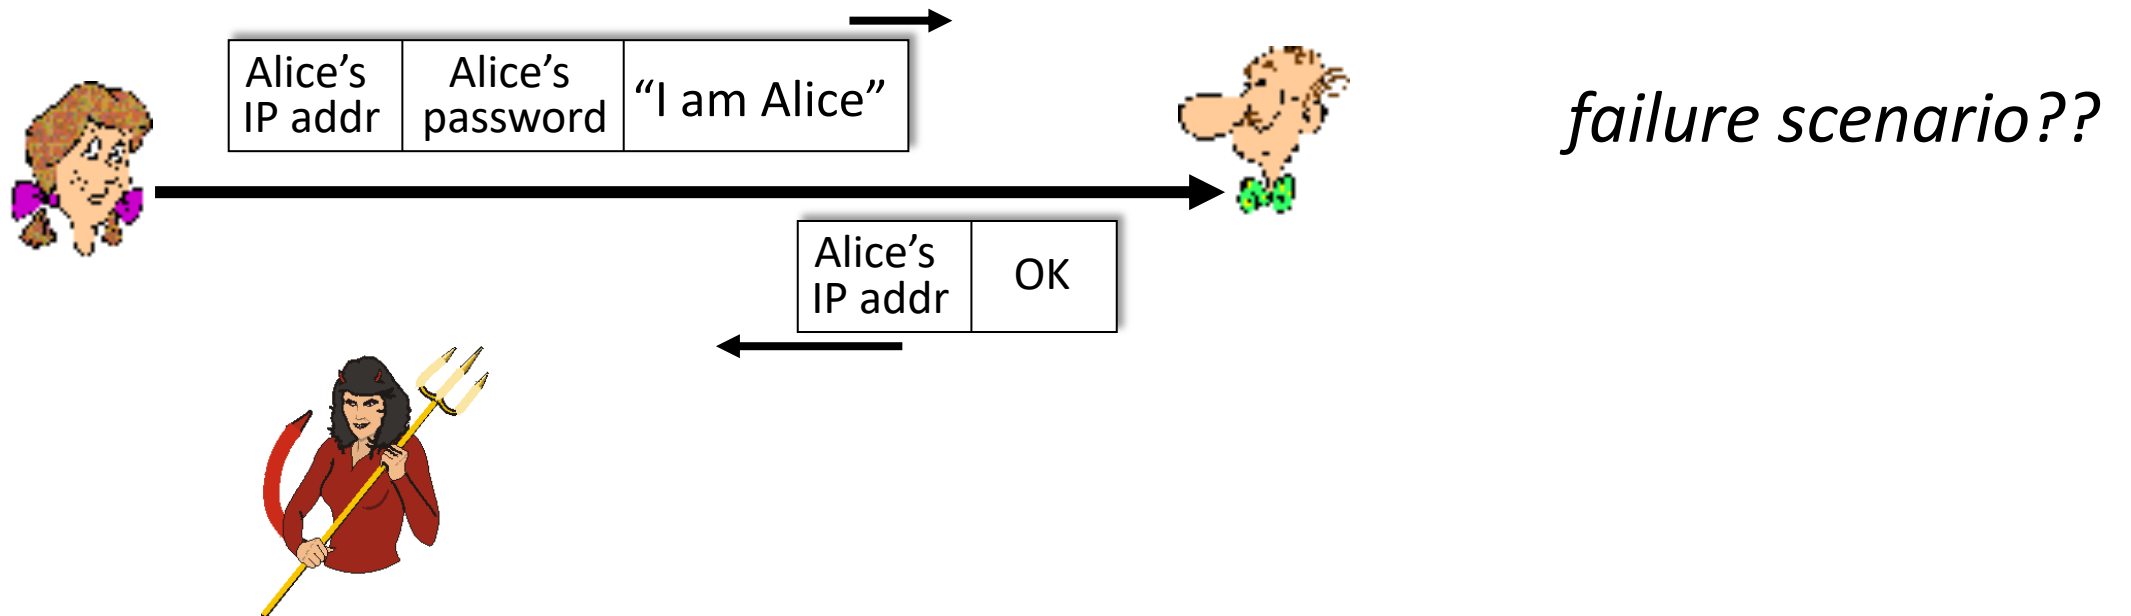 Alice’s
IP addr
Alice’s
password
“I am Alice”
failure scenario??
Alice’s
IP addr
OK